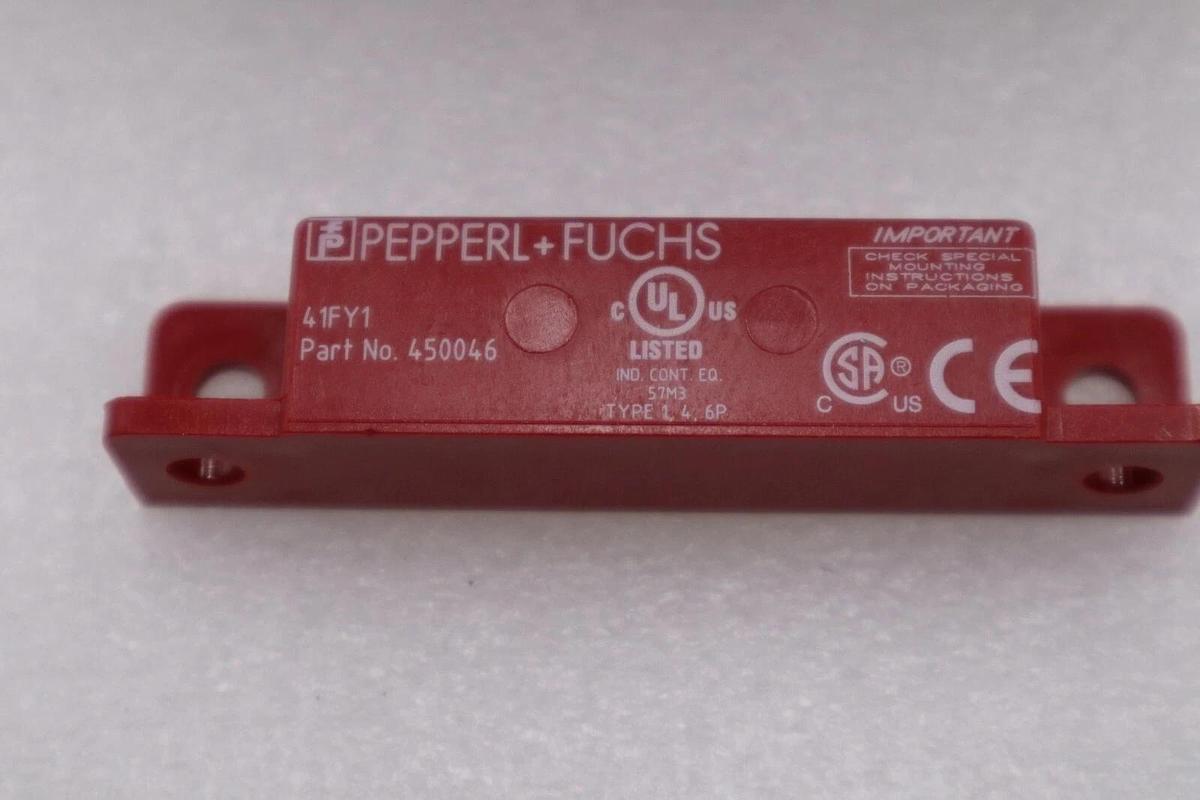 PEPPERL+FUCHS
IMPORTANT
CHECK SPECIAL
MOUNTING
INSTRUCTIONS
ON PACKAGING
41FY1
Part No. 450046
C UL US
LISTED
IND. CONT. EQ.
57M3
TYPE 1, 4, 6P
SA ®
C US
CE